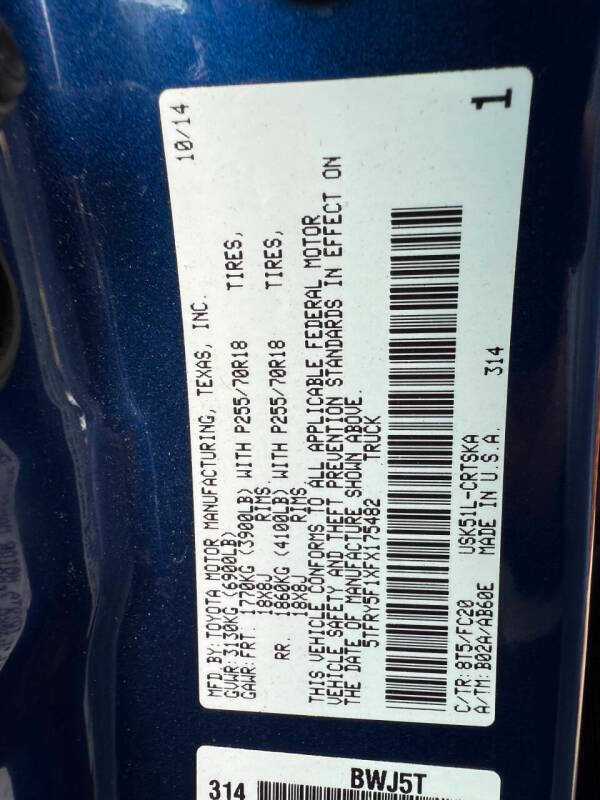 MFD.BY:TOYOTA MOTOR MANUFACTURING, TEXAS, INC. 10/14
GVWR:3130KG (6900LB)
GAWR:FRT. 1770KG (3900LB) WITH P255/70R18 TIRES,
18X8J RIMS
RR. 1860KG (4100LB) WITH P255/70R18 TIRES,
18X8J RIMS
THIS VEHICLE CONFORMS TO ALL APPLICABLE FEDERAL MOTOR
VEHICLE SAFETY AND THEFT PREVENTION STANDARDS IN EFFECT ON
THE DATE OF MANUFACTURE SHOWN ABOVE.
5TFRY5F1XFX175482 TRUCK
C/TR:8T5/FC20 USK51L-CRTSKA 314
A/TM:B02A/AB60E MADE IN U.S.A. 1
314 BWJ5T